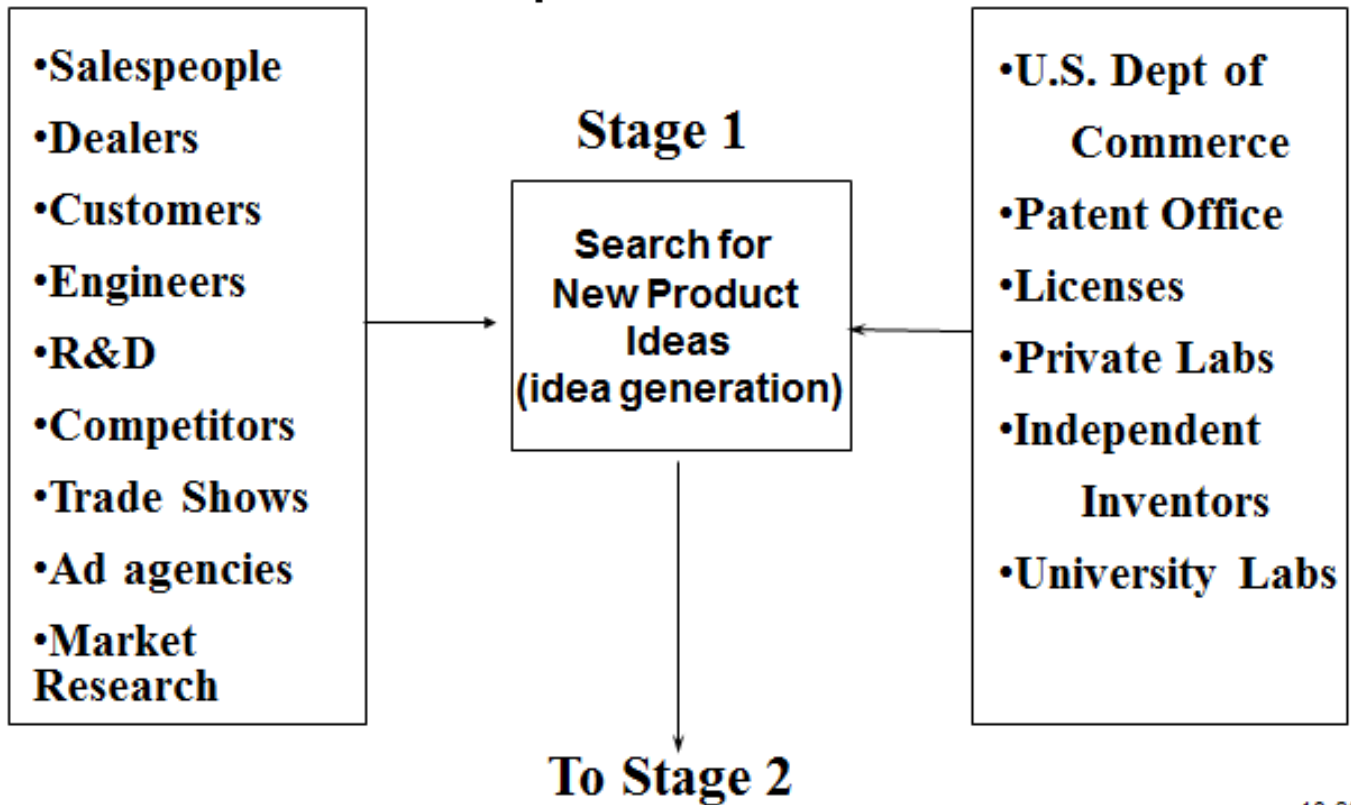 •Salespeople
•Dealers
•Customers
•Engineers
•R&D
•Competitors
•Trade Shows
•Ad agencies
•Market
Research
Stage 1
Search for
New Product
Ideas
(idea generation)
To Stage 2
•U.S. Dept of
Commerce
•Patent Office
•Licenses
•Private Labs
•Independent
Inventors
•University Labs